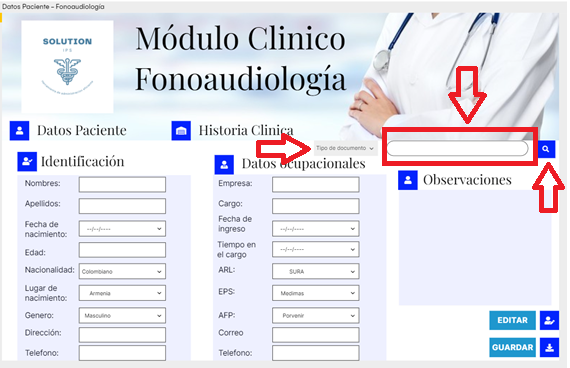 Datos Paciente - Fonoaudiología
SOLUTION
IPS
Módulo Clinico
Fonoaudiología
Datos Paciente
Historia Clinica
Tipo de documento
Identificación
Datos ocupacionales
Observaciones
Nombres:
Apellidos:
Fecha de
nacimiento:
--/--/----
Edad:
Nacionalidad:
Colombiano
Lugar de
nacimiento:
Armenia
Genero:
Masculino
Dirección:
Telefono:
Empresa:
Cargo:
Fecha de
ingreso
--/--/----
Tiempo en
el cargo
--/--/----
ARL:
SURA
EPS:
Medimas
AFP:
Porvenir
Correo
Telefono:
EDITAR
GUARDAR